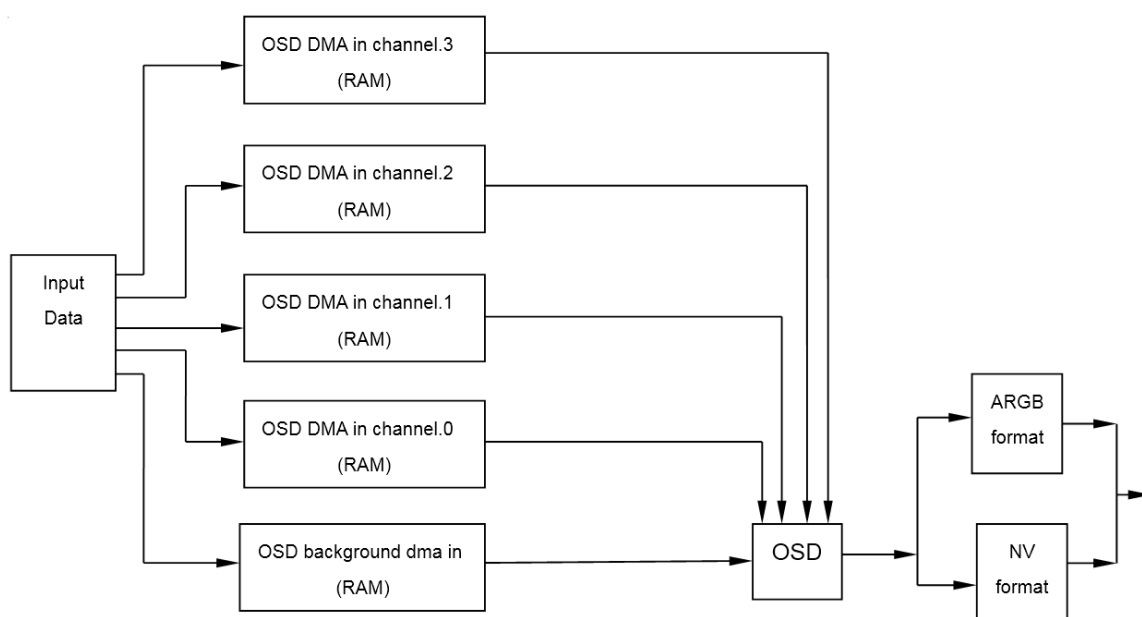 OSD DMA in channel.3
(RAM)
OSD DMA in channel.2
(RAM)
Input
Data
OSD DMA in channel.1
(RAM)
OSD DMA in channel.0
(RAM)
OSD background dma in
(RAM)
OSD
ARGB
format
NV
format